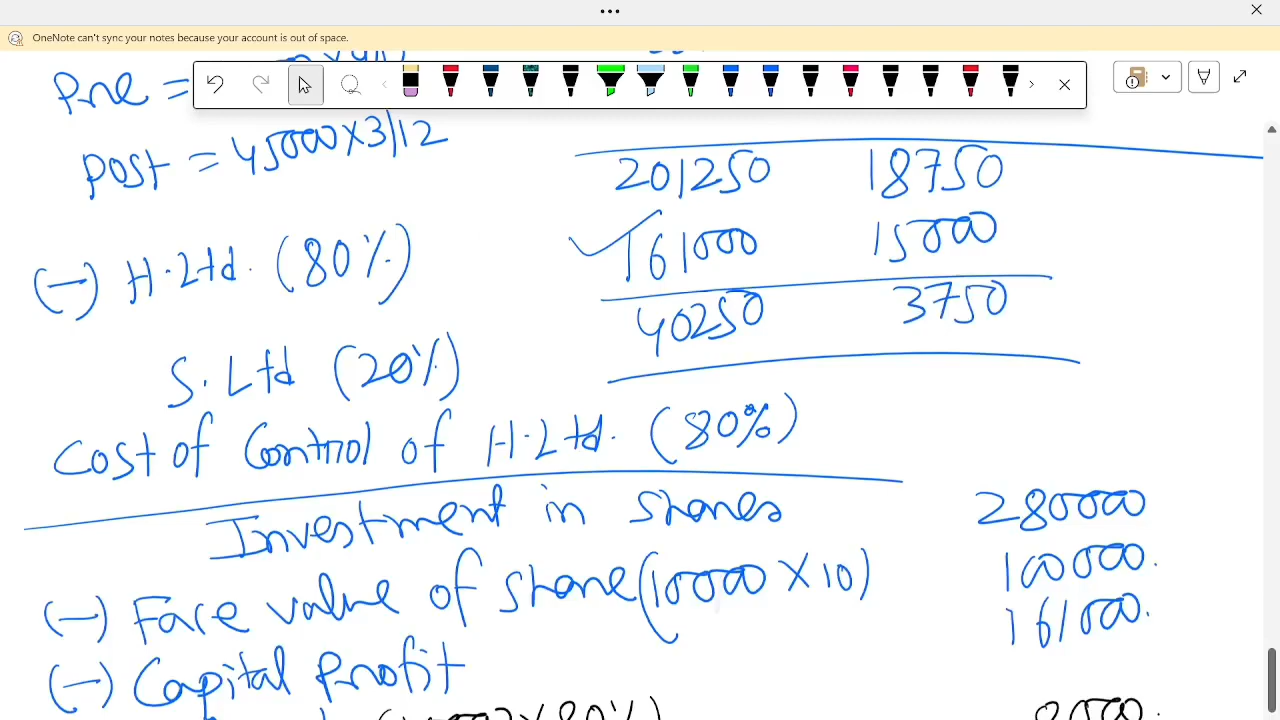 OneNote can't sync your notes because your account is out of space.
Pre =
Post = 45000 × 3/12
201250 18750
(-) H.Ltd. (80%) 161000 15000
40250 3750
S. Ltd (20%)
Cost of Control of H.Ltd. (80%)
Investment in shares 280000
(-) Face value of share (10000 × 10) 100000.
(-) Capital Profit 161000.